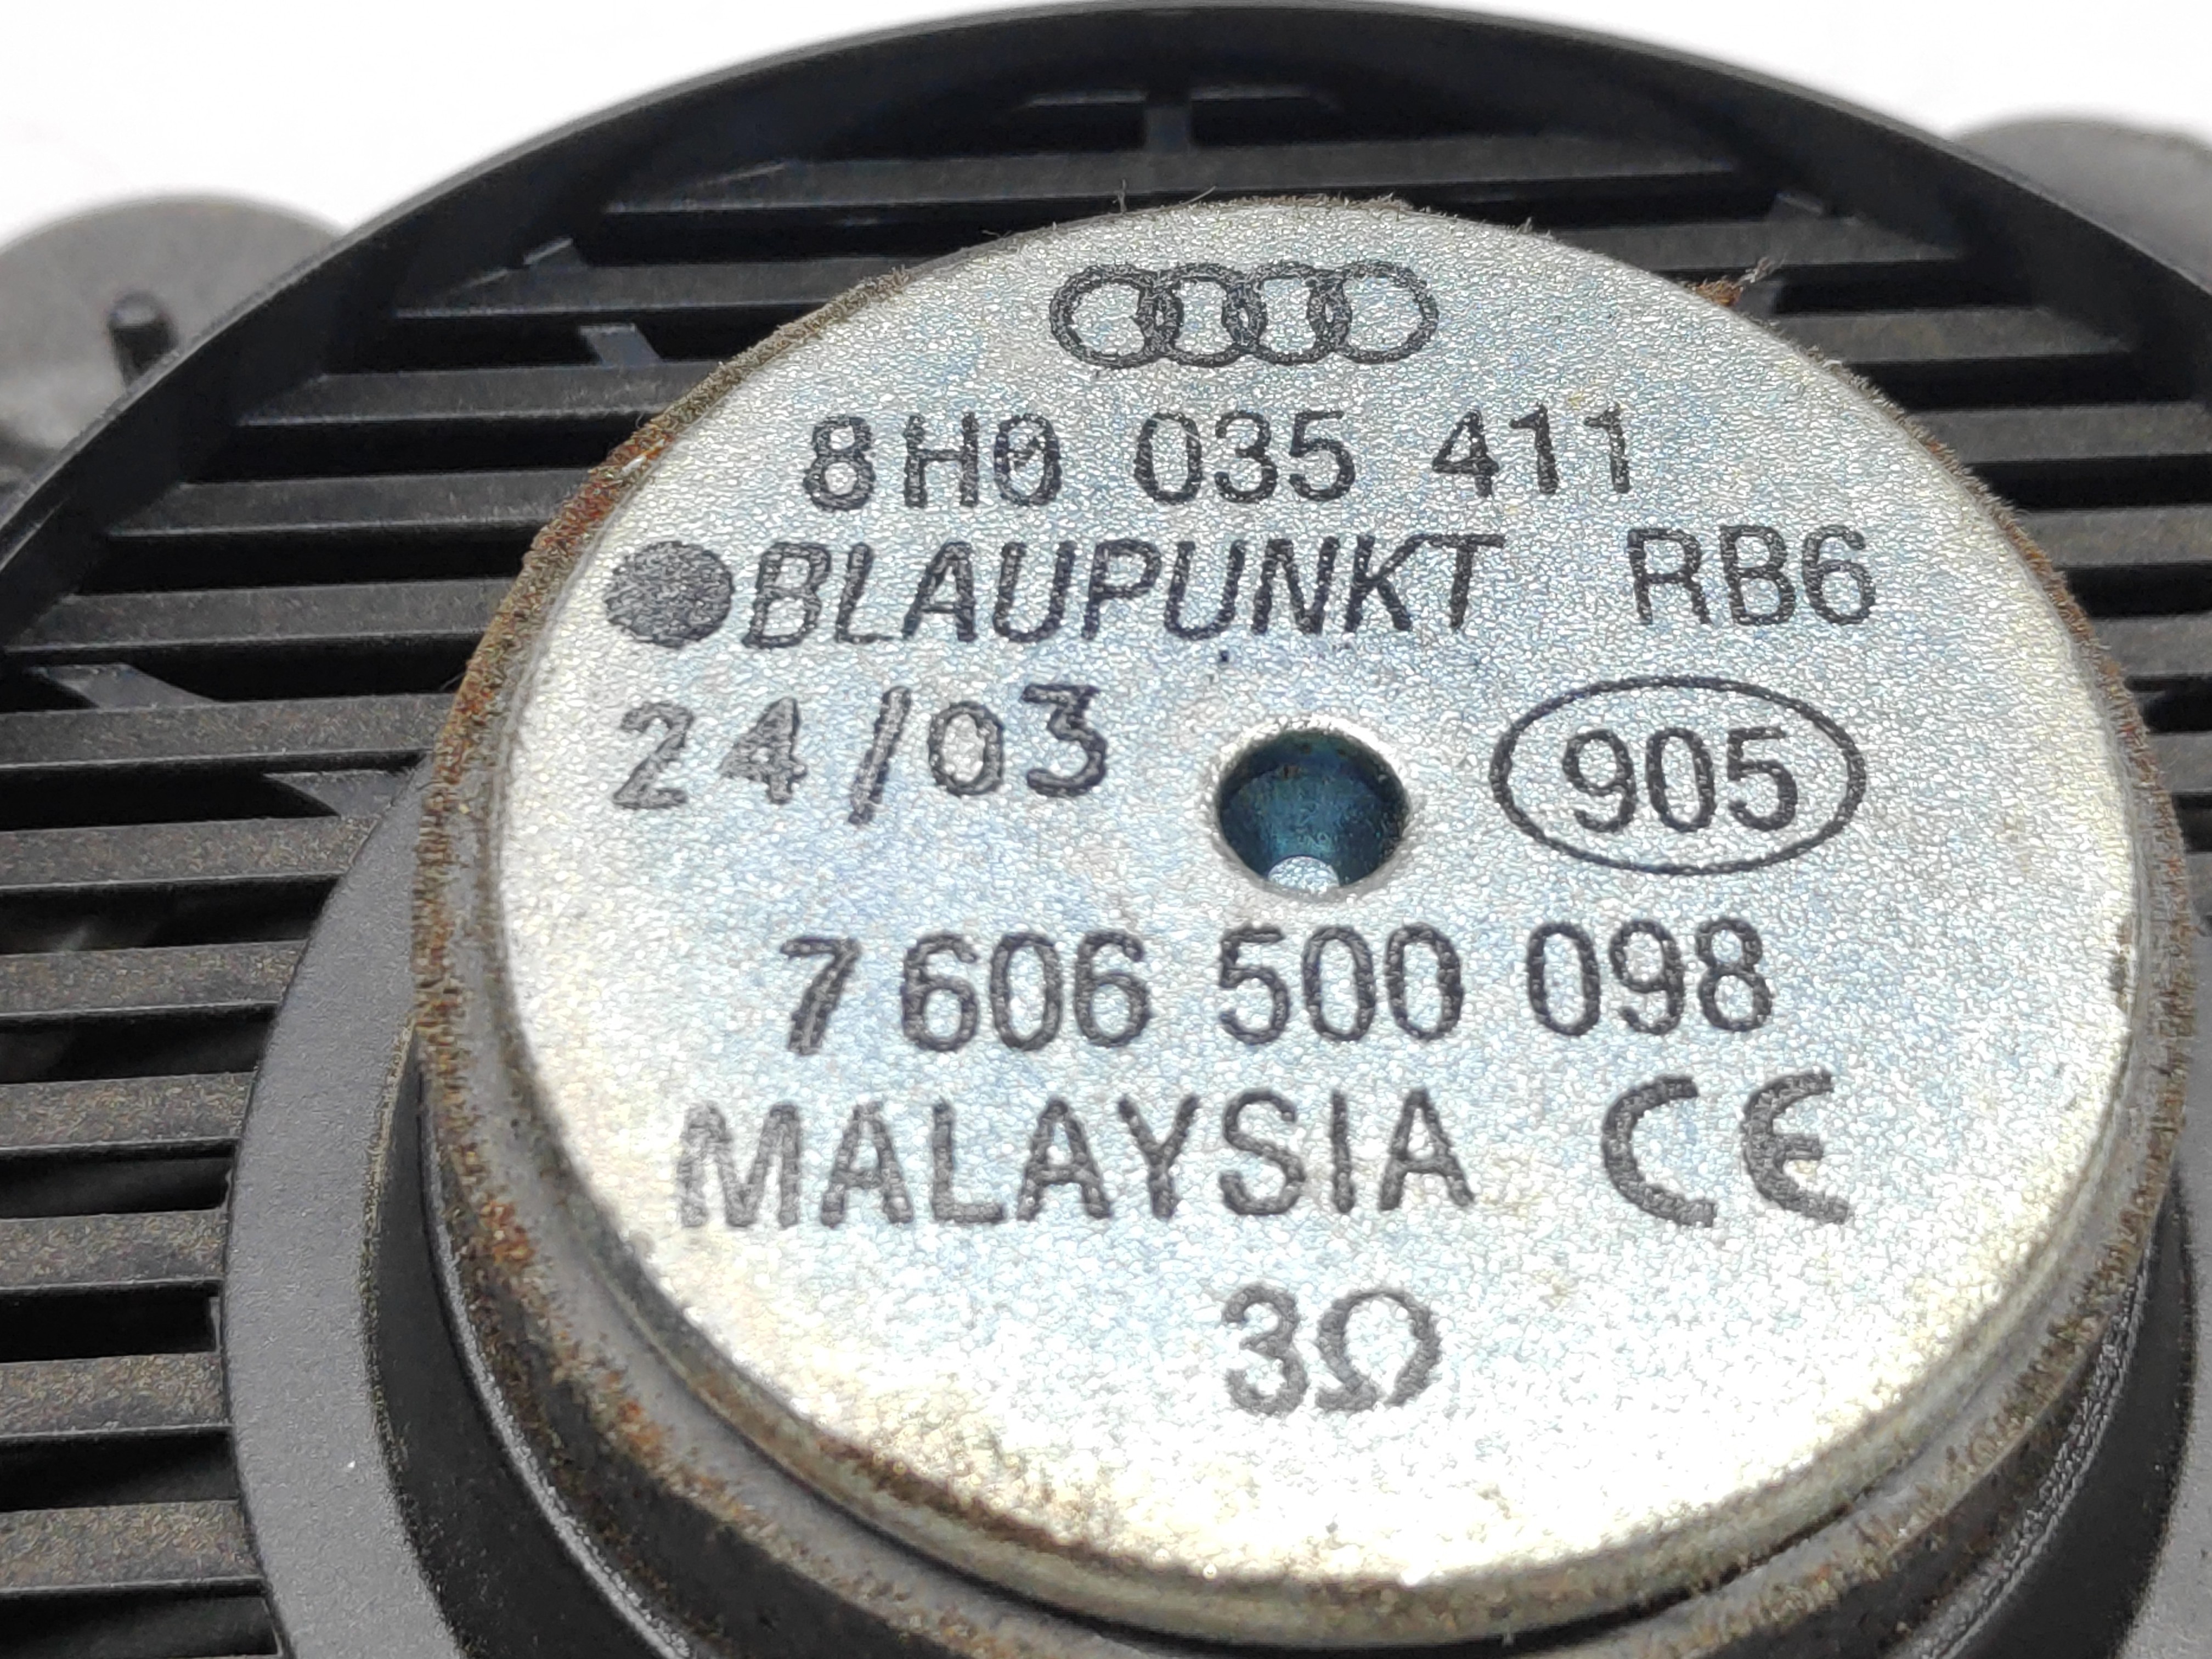 8H0 035 411
BLAUPUNKT RB6
24/03 905
7 606 500 098
MALAYSIA CE
3Ω